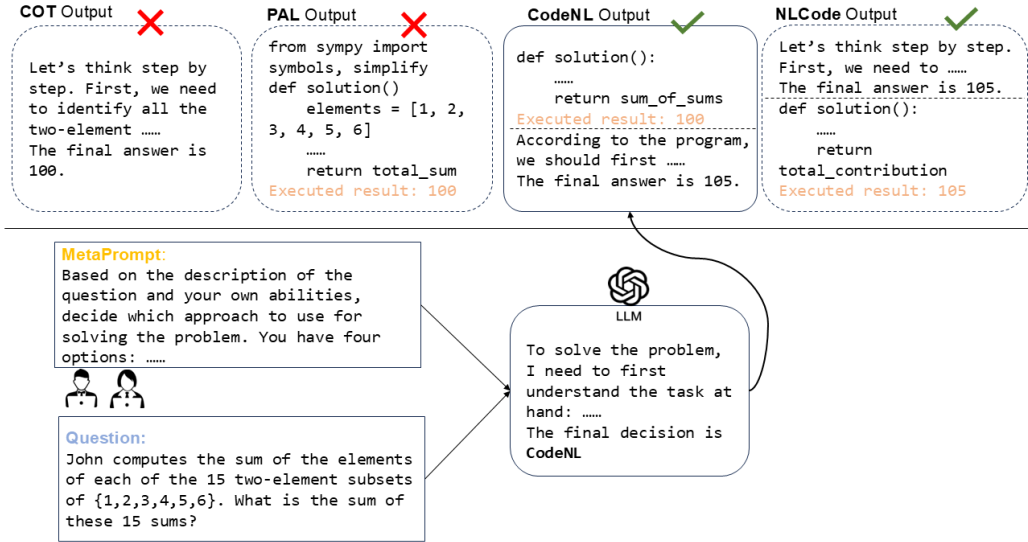 COT Output
Let's think step by
step. First, we need
to identify all the
two-element ……
The final answer is
100.
PAL Output
from sympy import
symbols, simplify
def solution()
elements = [1, 2,
3, 4, 5, 6]
……
return total_sum
Executed result: 100
CodeNL Output
def solution():
……
return sum_of_sums
Executed result: 100
According to the program,
we should first ……
The final answer is 105.
NLCode Output
Let's think step by step.
First, we need to ……
The final answer is 105.
def solution():
……
return
total_contribution
Executed result: 105
MetaPrompt:
Based on the description of the
question and your own abilities,
decide which approach to use for
solving the problem. You have four
options: ……
Question:
John computes the sum of the elements
of each of the 15 two-element subsets
of {1,2,3,4,5,6}. What is the sum of
these 15 sums?
LLM
To solve the problem,
I need to first
understand the task at
hand: ……
The final decision is
CodeNL